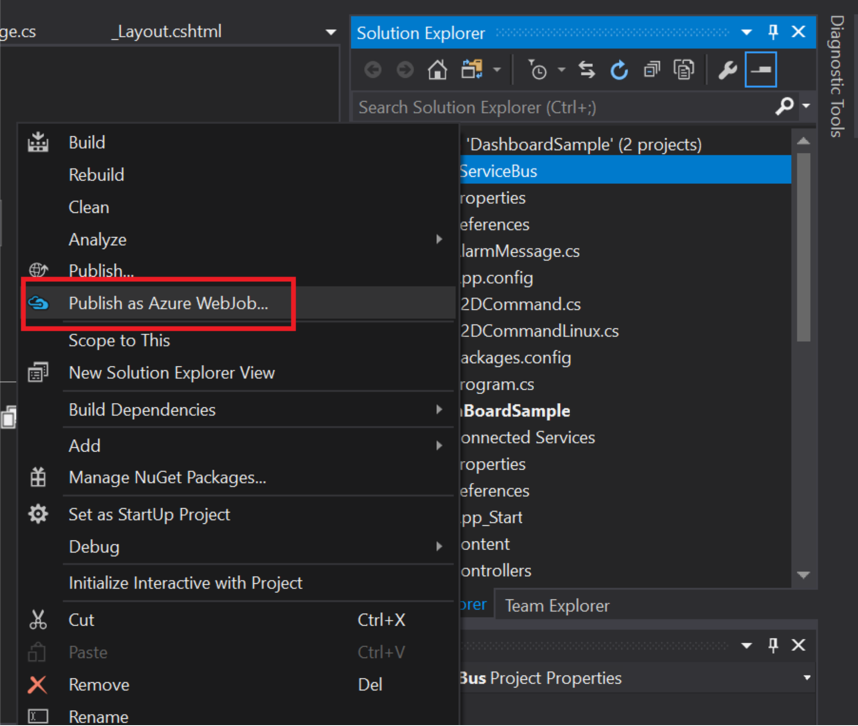 ge.cs
_Layout.cshtml
Solution Explorer
Diagnostic Tools
Search Solution Explorer (Ctrl+;)
'DashboardSample' (2 projects)
ServiceBus
roperties
eferences
larmMessage.cs
pp.config
2DCommand.cs
2DCommandLinux.cs
ackages.config
rogram.cs
BoardSample
onnected Services
roperties
eferences
pp_Start
ontent
ontrollers
orer
Team Explorer
Bus Project Properties
Build
Rebuild
Clean
Analyze
Publish...
Publish as Azure WebJob...
Scope to This
New Solution Explorer View
Build Dependencies
Add
Manage NuGet Packages...
Set as StartUp Project
Debug
Initialize Interactive with Project
Cut Ctrl+X
Paste Ctrl+V
Remove Del
Rename